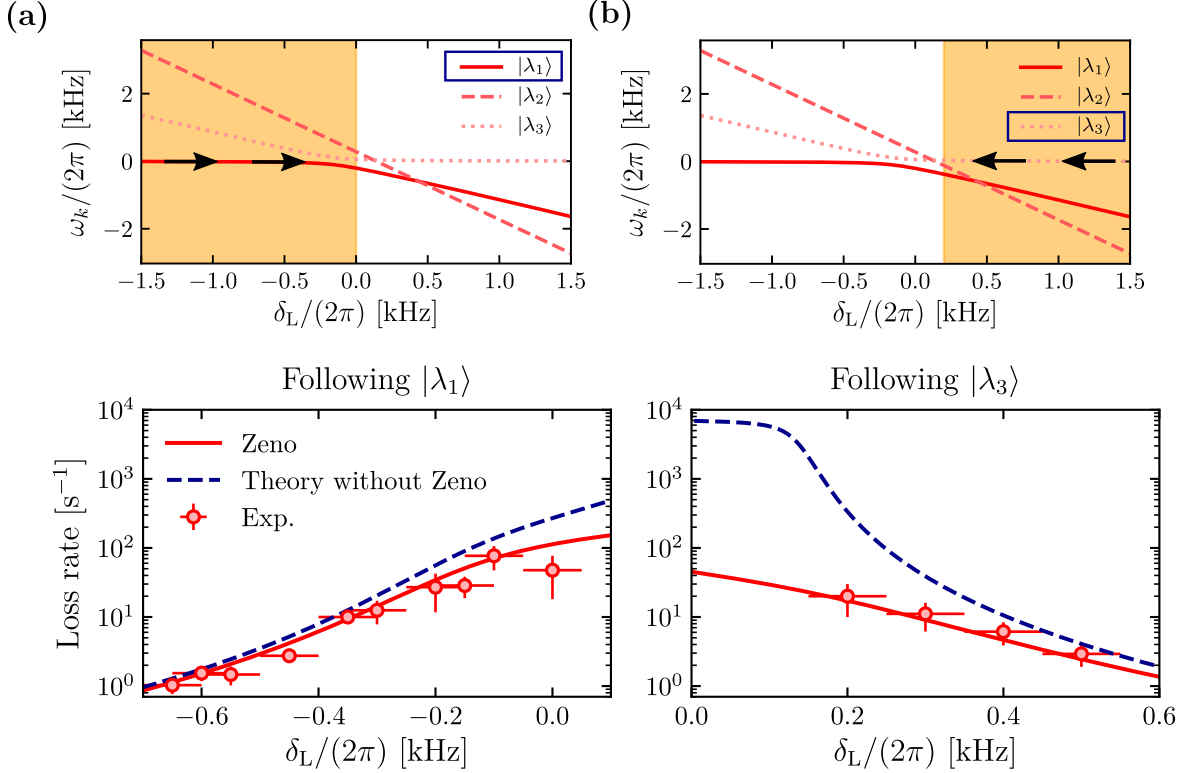 (a)
(b)
ω_k/(2π) [kHz]
2
0
−2
|λ₁⟩
|λ₂⟩
|λ₃⟩
−1.5 −1.0 −0.5 0.0 0.5 1.0 1.5
δ_L/(2π) [kHz]
ω_k/(2π) [kHz]
2
0
−2
|λ₁⟩
|λ₂⟩
|λ₃⟩
−1.5 −1.0 −0.5 0.0 0.5 1.0 1.5
δ_L/(2π) [kHz]
Following |λ₁⟩
Loss rate [s⁻¹]
10⁴
10³
10²
10¹
10⁰
Zeno
Theory without Zeno
Exp.
−0.6 −0.4 −0.2 0.0
δ_L/(2π) [kHz]
Following |λ₃⟩
10⁴
10³
10²
10¹
10⁰
0.0 0.2 0.4 0.6
δ_L/(2π) [kHz]